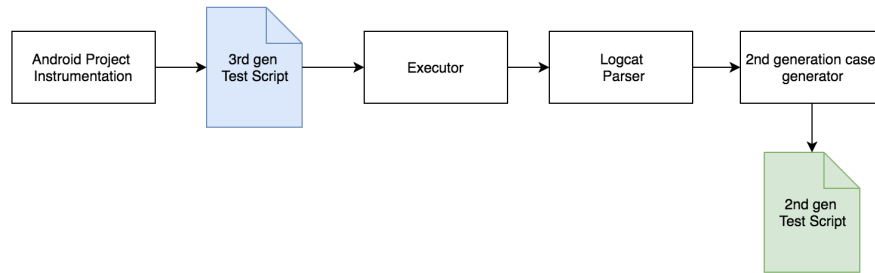 Android Project
Instrumentation
3rd gen
Test Script
Executor
Logcat
Parser
2nd generation case
generator
2nd gen
Test Script